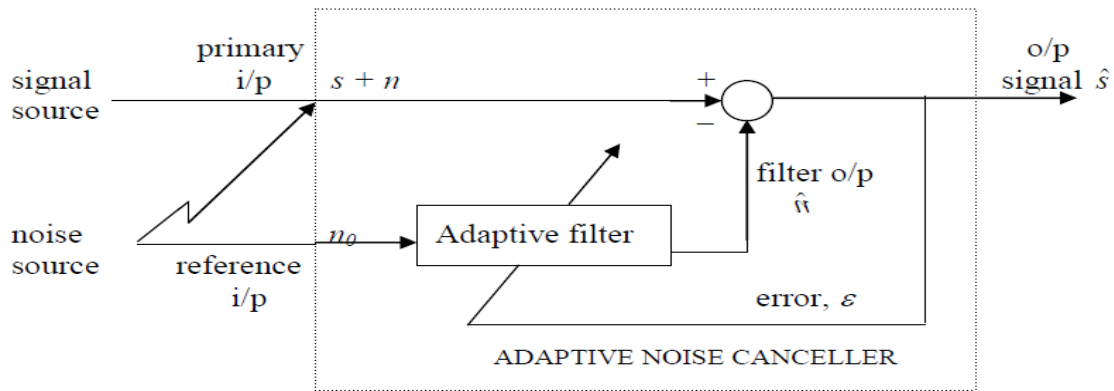 primary
i/p
signal
source
s + n
+
−
o/p
signal ŝ
filter o/p
n̂
noise
source
n₀
Adaptive filter
reference
i/p
error, ε
ADAPTIVE NOISE CANCELLER